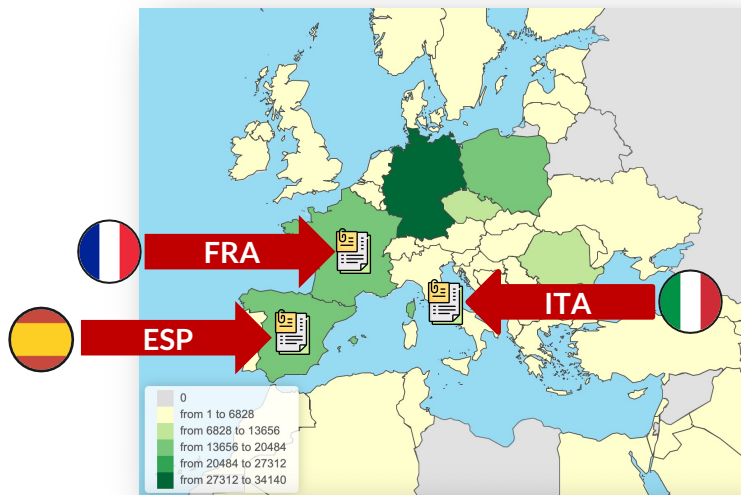 FRA
ITA
ESP
0
from 1 to 6828
from 6828 to 13656
from 13656 to 20484
from 20484 to 27312
from 27312 to 34140